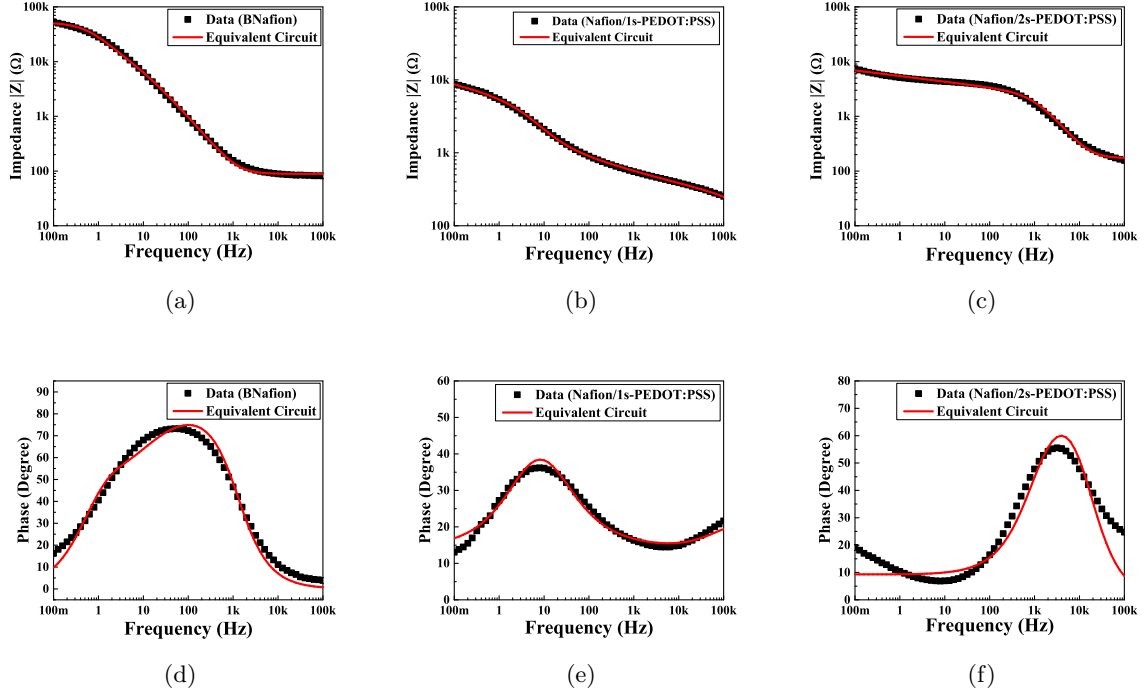 100k
10k
1k
100
10
Impedance |Z| (Ω)
Data (BNafion)
Equivalent Circuit
100m 1 10 100 1k 10k 100k
Frequency (Hz)
(a)
100k
10k
1k
100
Impedance |Z| (Ω)
Data (Nafion/1s-PEDOT:PSS)
Equivalent Circuit
100m 1 10 100 1k 10k 100k
Frequency (Hz)
(b)
100k
10k
1k
100
10
Impedance |Z| (Ω)
Data (Nafion/2s-PEDOT:PSS)
Equivalent Circuit
100m 1 10 100 1k 10k 100k
Frequency (Hz)
(c)
90
80
70
60
50
40
30
20
10
0
Phase (Degree)
Data (BNafion)
Equivalent Circuit
100m 1 10 100 1k 10k 100k
Frequency (Hz)
(d)
60
50
40
30
20
10
0
Phase (Degree)
Data (Nafion/1s-PEDOT:PSS)
Equivalent Circuit
100m 1 10 100 1k 10k 100k
Frequency (Hz)
(e)
80
70
60
50
40
30
20
10
0
Phase (Degree)
Data (Nafion/2s-PEDOT:PSS)
Equivalent Circuit
100m 1 10 100 1k 10k 100k
Frequency (Hz)
(f)